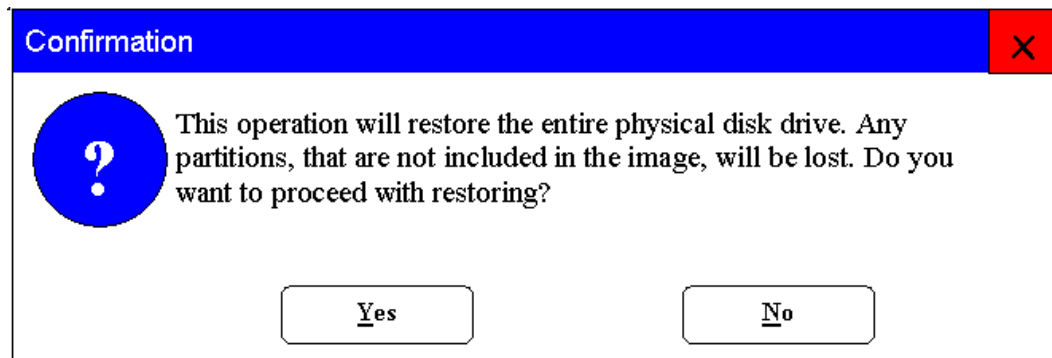 Confirmation
?
This operation will restore the entire physical disk drive. Any
partitions, that are not included in the image, will be lost. Do you
want to proceed with restoring?
Yes No